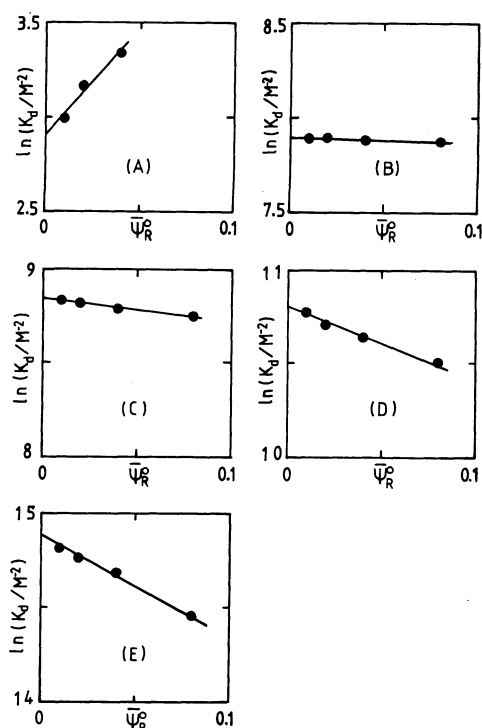 3.5
ln(K_d/M⁻²)
(A)
2.5
0
Ψ̄_R^o
0.1
8.5
ln(K_d/M⁻²)
(B)
7.5
0
Ψ̄_R^o
0.1
9
ln(K_d/M⁻²)
(C)
8
0
Ψ̄_R^o
0.1
11
ln(K_d/M⁻²)
(D)
10
0
Ψ̄_R^o
0.1
15
ln(K_d/M⁻²)
(E)
14
0
Ψ̄_R^o
0.1